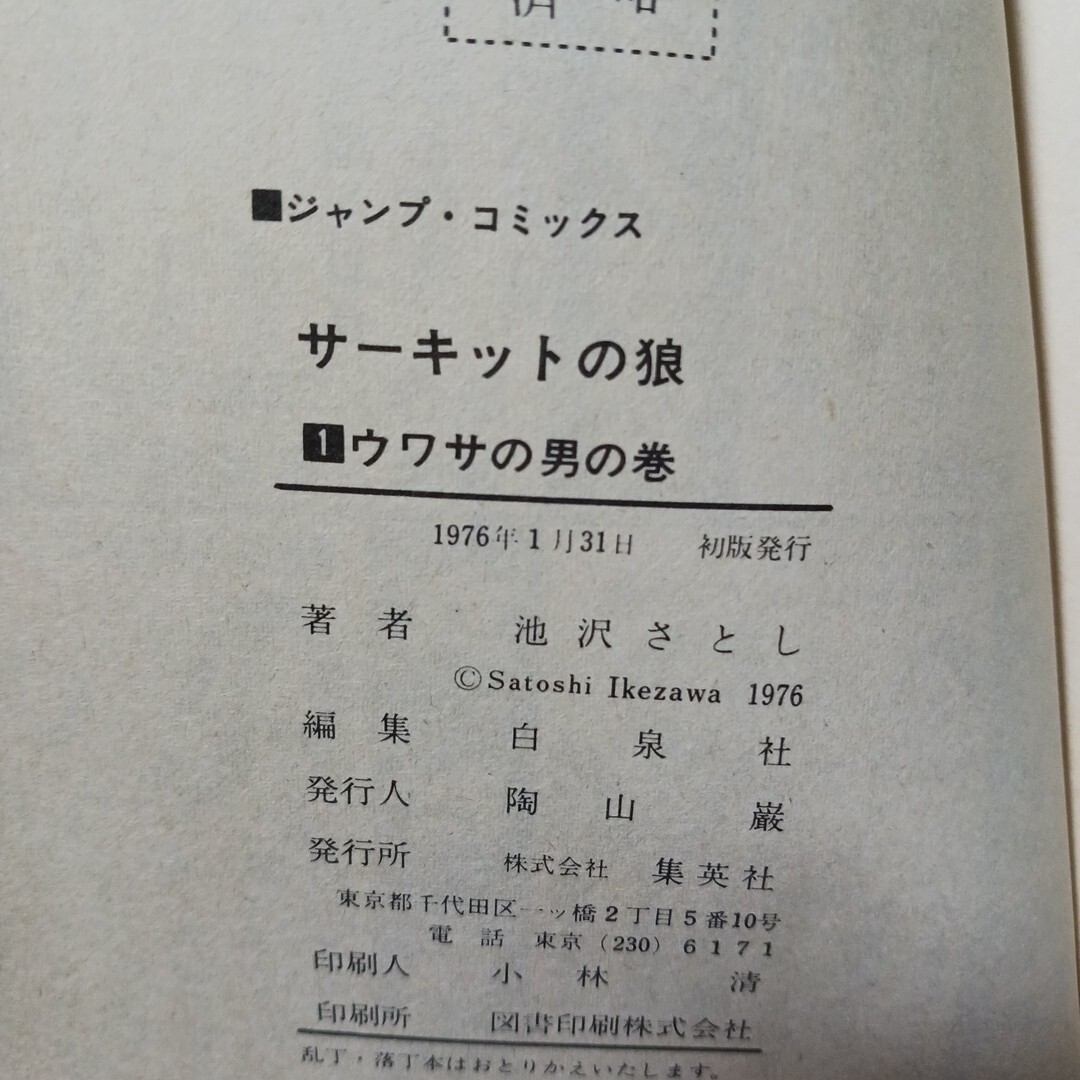 ■ジャンプ・コミックス
サーキットの狼
1ウワサの男の巻
1976年1月31日 初版発行
著者 池沢さとし
©Satoshi Ikezawa 1976
編集 白泉社
発行人 陶山巌
発行所 株式会社 集英社
東京都千代田区一ッ橋2丁目5番10号
電話 東京(230)6171
印刷人 小林清
印刷所 図書印刷株式会社
乱丁・落丁本はおとりかえいたします。